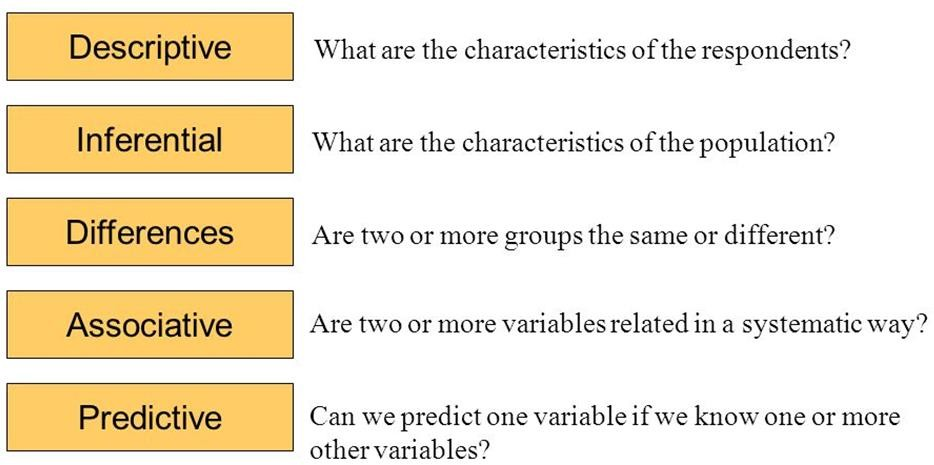 Descriptive What are the characteristics of the respondents?
Inferential What are the characteristics of the population?
Differences Are two or more groups the same or different?
Associative Are two or more variables related in a systematic way?
Predictive Can we predict one variable if we know one or more
other variables?